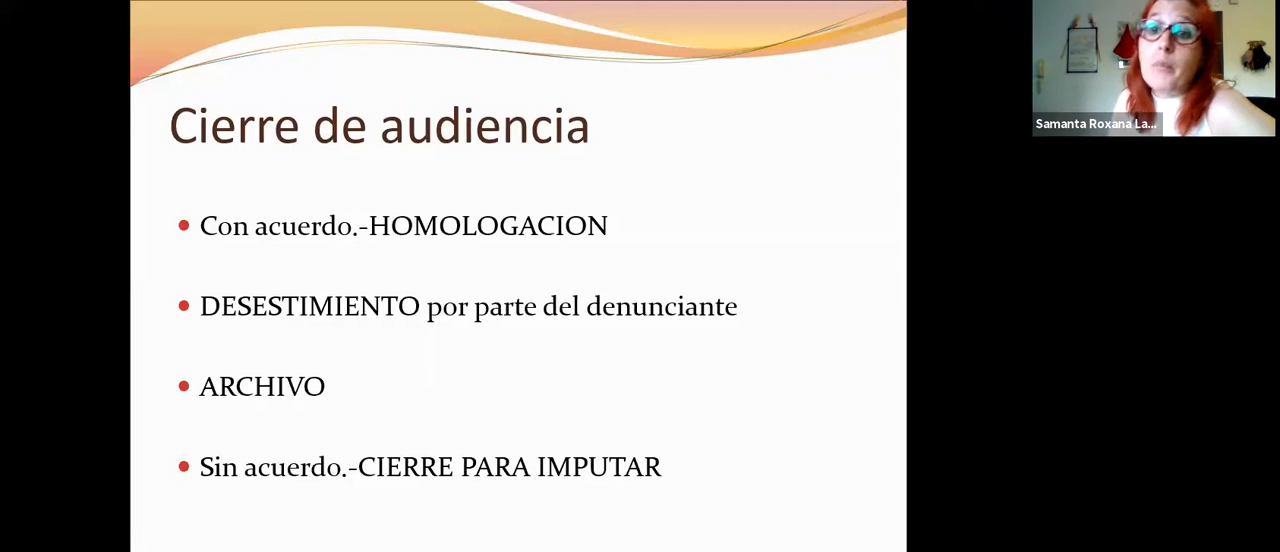 Cierre de audiencia
Con acuerdo.-HOMOLOGACION
DESESTIMIENTO por parte del denunciante
ARCHIVO
Sin acuerdo.-CIERRE PARA IMPUTAR
Samanta Roxana La...